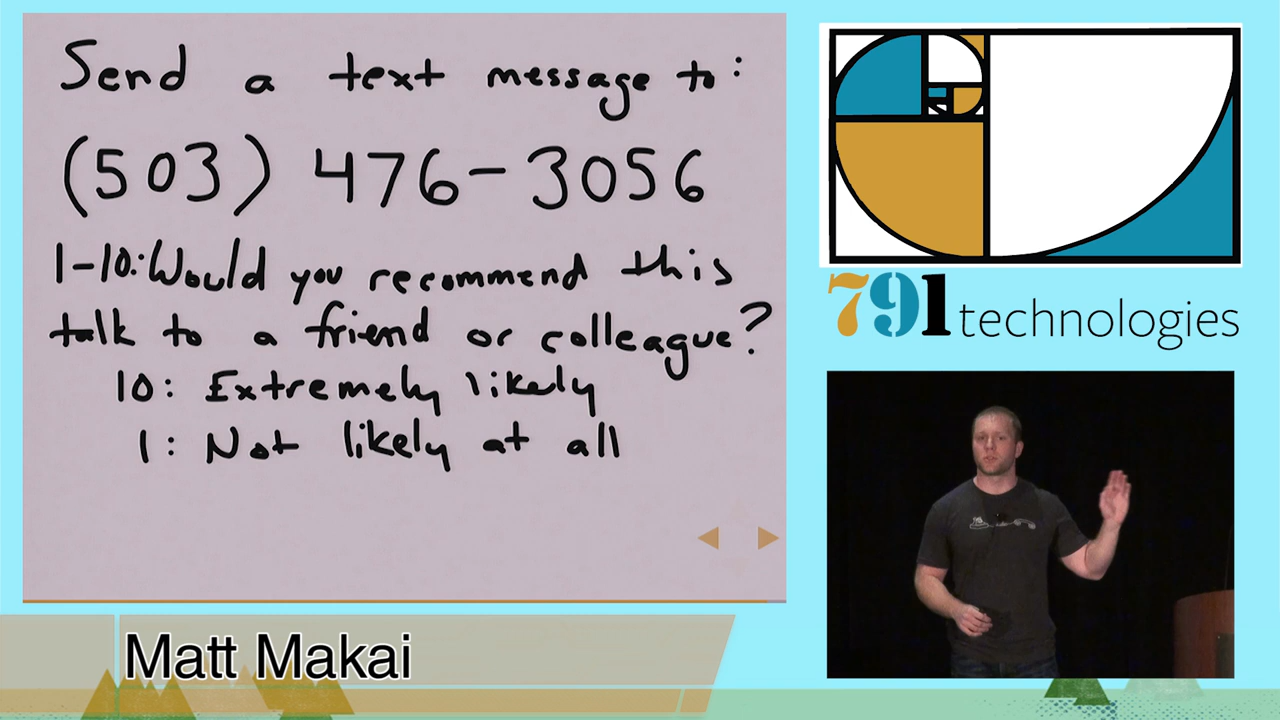 Send a text message to:
(503) 476-3056
1-10: Would you recommend this
talk to a friend or colleague?
10: Extremely likely
1: Not likely at all
791 technologies
Matt Makai